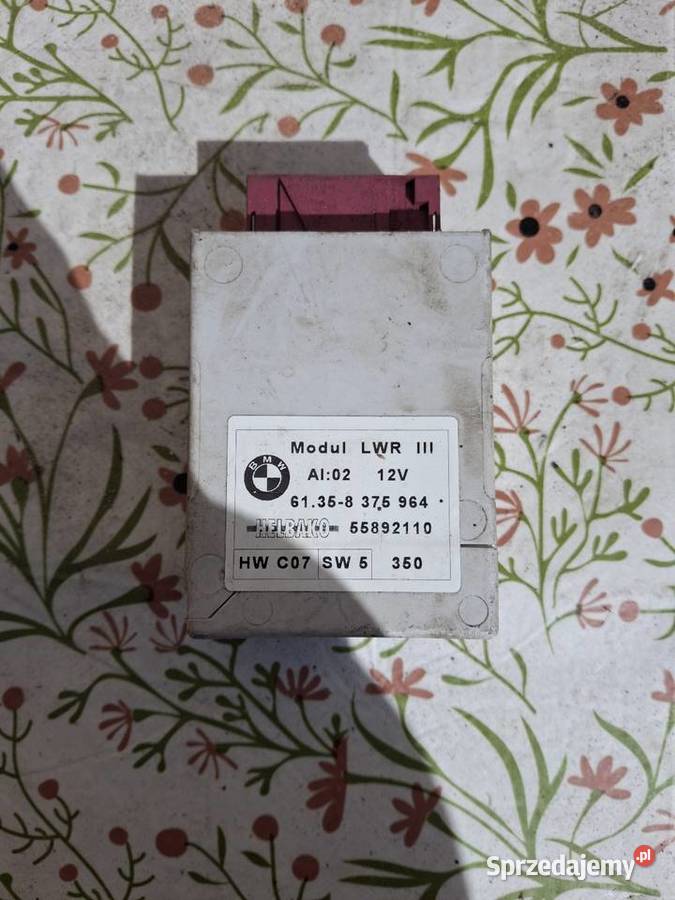 BMW
Modul LWR III
AI:02 12V
61.35-8 375 964
HELBAKO 55892110
HW C07 SW 5 350
Sprzedajemy.pl